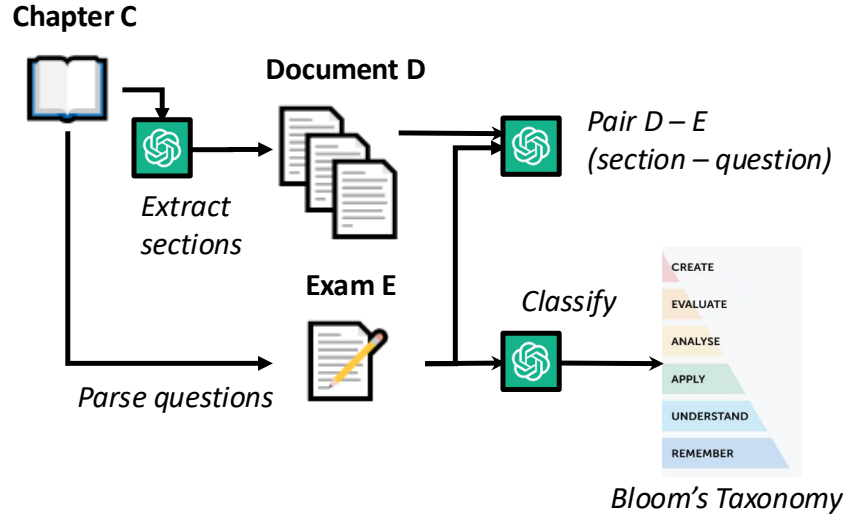 Chapter C
Document D
Pair D – E
(section – question)
Extract
sections
Exam E
Classify
Parse questions
CREATE
EVALUATE
ANALYSE
APPLY
UNDERSTAND
REMEMBER
Bloom's Taxonomy